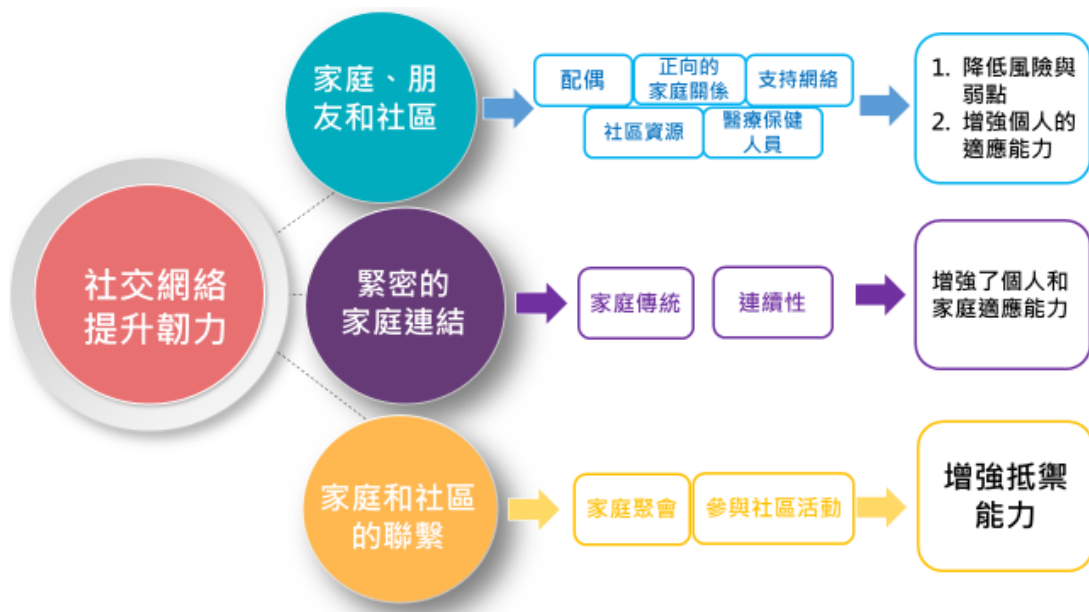 社交網絡
提升韌力
家庭、朋
友和社區
配偶
正向的
家庭關係
支持網絡
社區資源
醫療保健
人員
1. 降低風險與
弱點
2. 增強個人的
適應能力
緊密的
家庭連結
家庭傳統
連續性
增強了個人和
家庭適應能力
家庭和社區
的聯繫
家庭聚會
參與社區活動
增強抵禦
能力